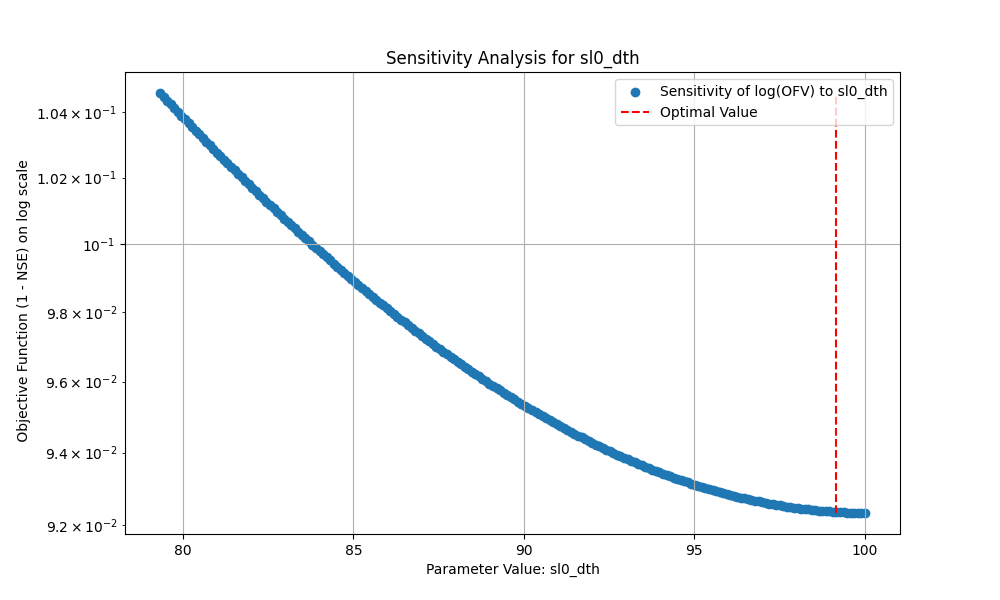 Sensitivity Analysis for sl0_dth
Sensitivity of log(OFV) to sl0_dth
Optimal Value
Objective Function (1 - NSE) on log scale
1.04 × 10⁻¹
1.02 × 10⁻¹
10⁻¹
9.8 × 10⁻²
9.6 × 10⁻²
9.4 × 10⁻²
9.2 × 10⁻²
80 85 90 95 100
Parameter Value: sl0_dth